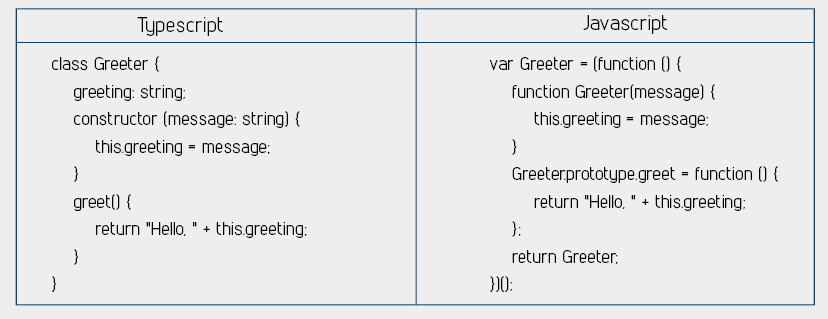 Typescript
class Greeter {
greeting: string;
constructor (message: string) {
this.greeting = message;
}
greet() {
return "Hello, " + this.greeting;
}
}
Javascript
var Greeter = (function () {
function Greeter(message) {
this.greeting = message;
}
Greeter.prototype.greet = function () {
return "Hello, " + this.greeting;
};
return Greeter;
})();